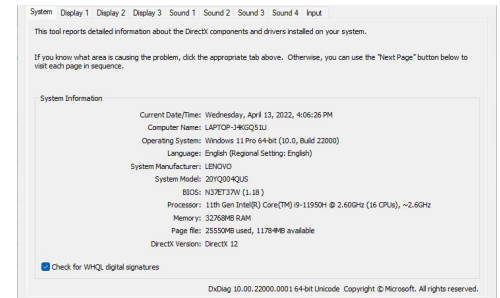 System Display 1 Display 2 Display 3 Sound 1 Sound 2 Sound 3 Sound 4 Input
This tool reports detailed information about the DirectX components and drivers installed on your system.
If you know what area is causing the problem, click the appropriate tab above. Otherwise, you can use the "Next Page" button below to
visit each page in sequence.
System Information
Current Date/Time: Wednesday, April 13, 2022, 4:06:26 PM
Computer Name: LAPTOP-J4KGQ51U
Operating System: Windows 11 Pro 64-bit (10.0, Build 22000)
Language: English (Regional Setting: English)
System Manufacturer: LENOVO
System Model: 20YQ004QUS
BIOS: N37ET37W (1.18 )
Processor: 11th Gen Intel(R) Core(TM) i9-11950H @ 2.60GHz (16 CPUs), ~2.6GHz
Memory: 32768MB RAM
Page file: 25550MB used, 11784MB available
DirectX Version: DirectX 12
Check for WHQL digital signatures
DxDiag 10.00.22000.0001 64-bit Unicode Copyright © Microsoft. All rights reserved.